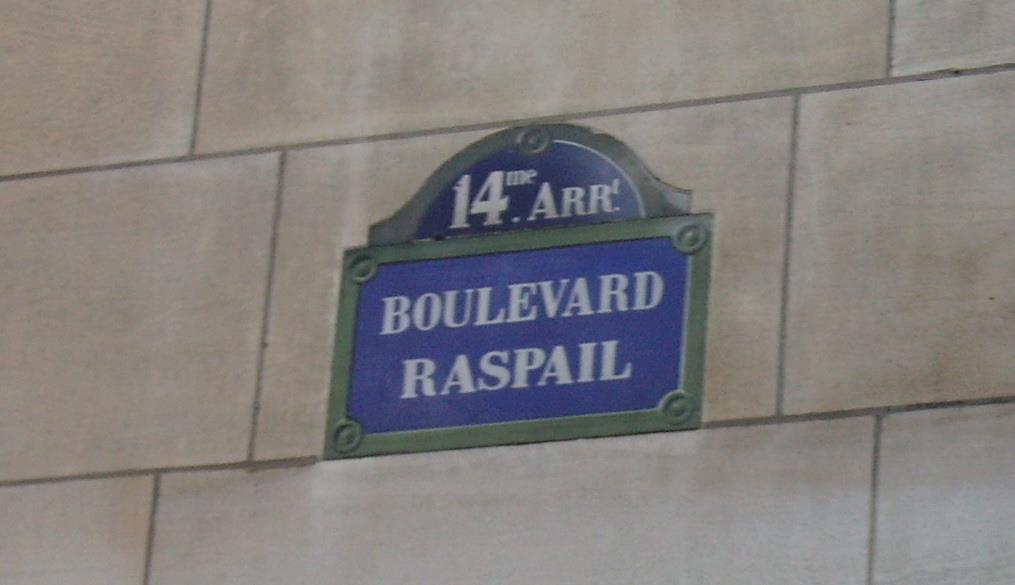 14me. ARRt.
BOULEVARD
RASPAIL